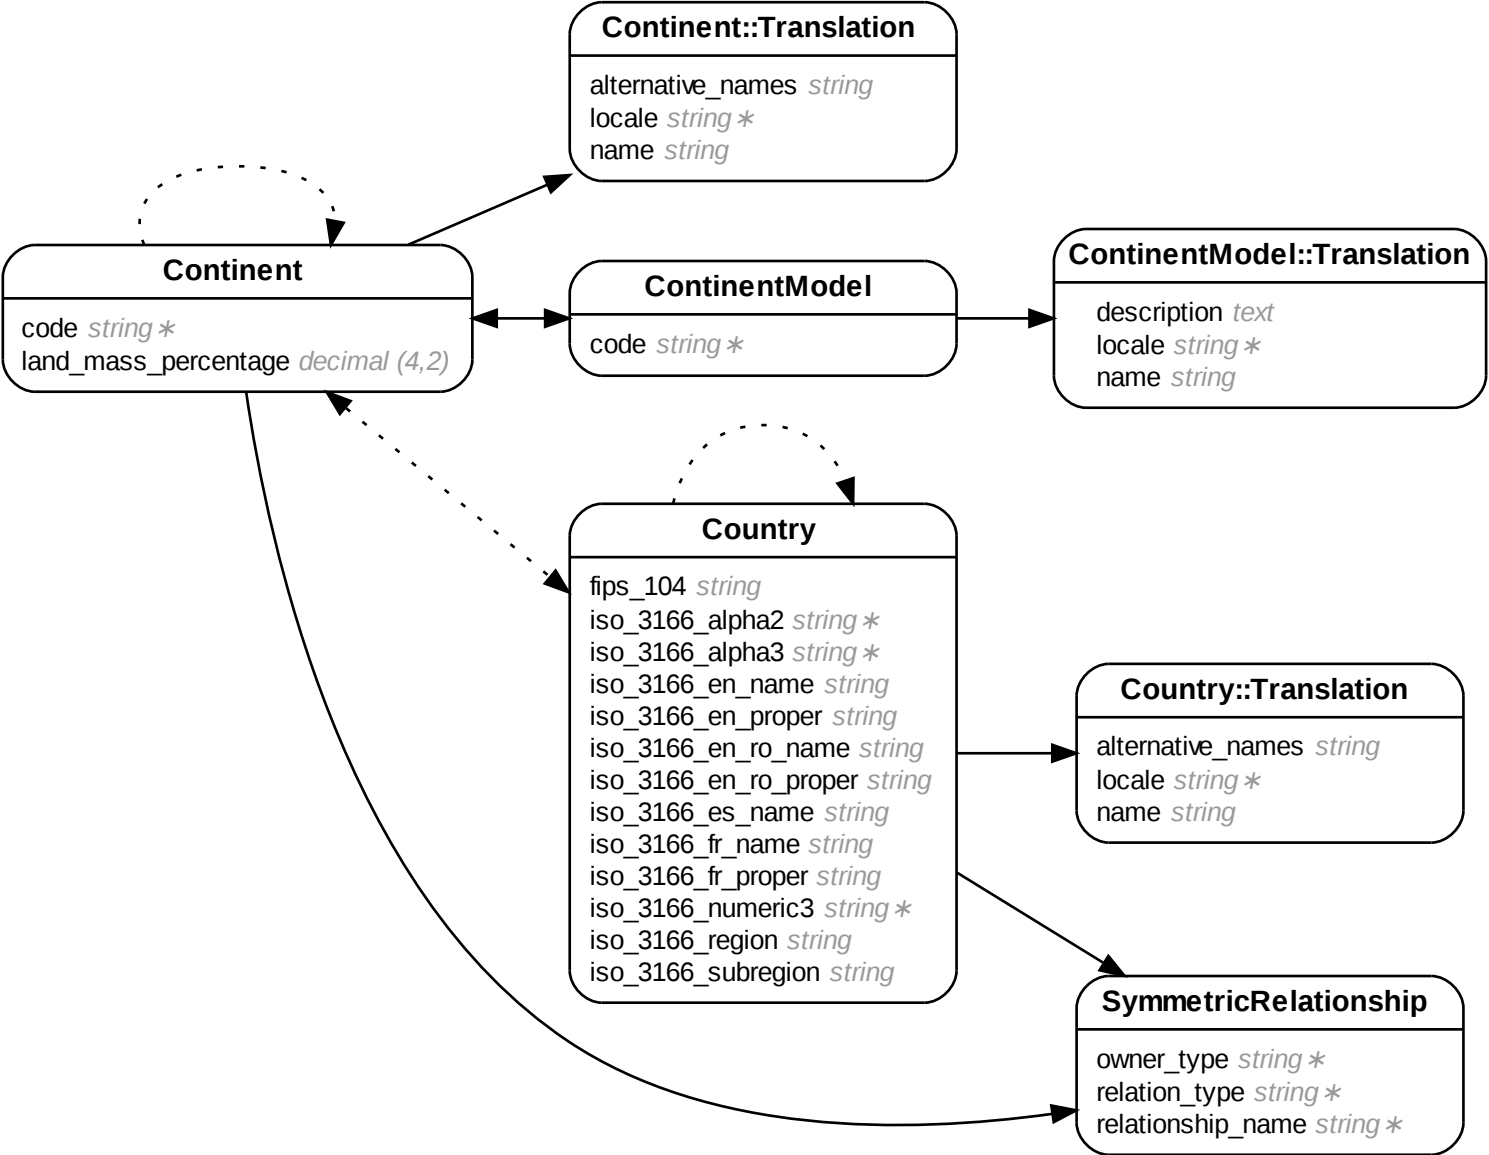 Continent::Translation
alternative_names string
locale string∗
name string
Continent
code string∗
land_mass_percentage decimal (4,2)
ContinentModel
code string∗
ContinentModel::Translation
description text
locale string∗
name string
Country
fips_104 string
iso_3166_alpha2 string∗
iso_3166_alpha3 string∗
iso_3166_en_name string
iso_3166_en_proper string
iso_3166_en_ro_name string
iso_3166_en_ro_proper string
iso_3166_es_name string
iso_3166_fr_name string
iso_3166_fr_proper string
iso_3166_numeric3 string∗
iso_3166_region string
iso_3166_subregion string
Country::Translation
alternative_names string
locale string∗
name string
SymmetricRelationship
owner_type string∗
relation_type string∗
relationship_name string∗